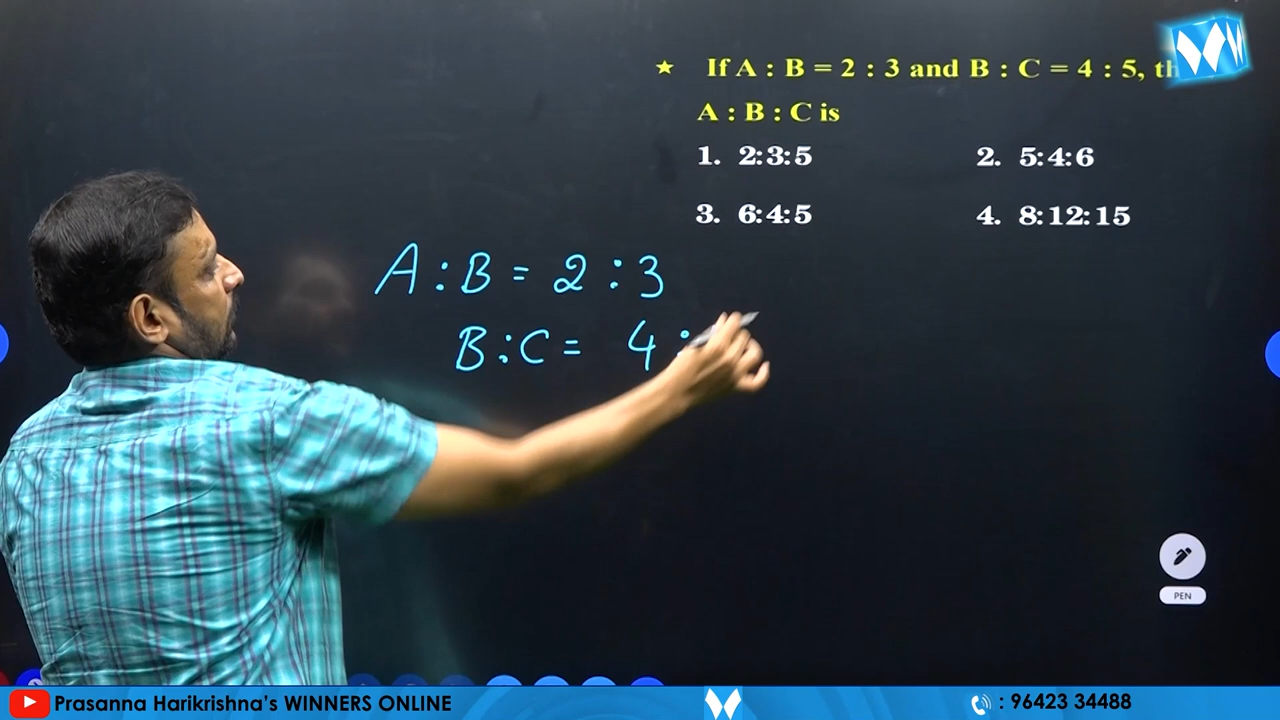 ★ If A : B = 2 : 3 and B : C = 4 : 5,
A : B : C is
1. 2:3:5
2. 5:4:6
3. 6:4:5
4. 8:12:15
A : B = 2 : 3
B : C = 4 :
PEN
Prasanna Harikrishna's WINNERS ONLINE
: 96423 34488